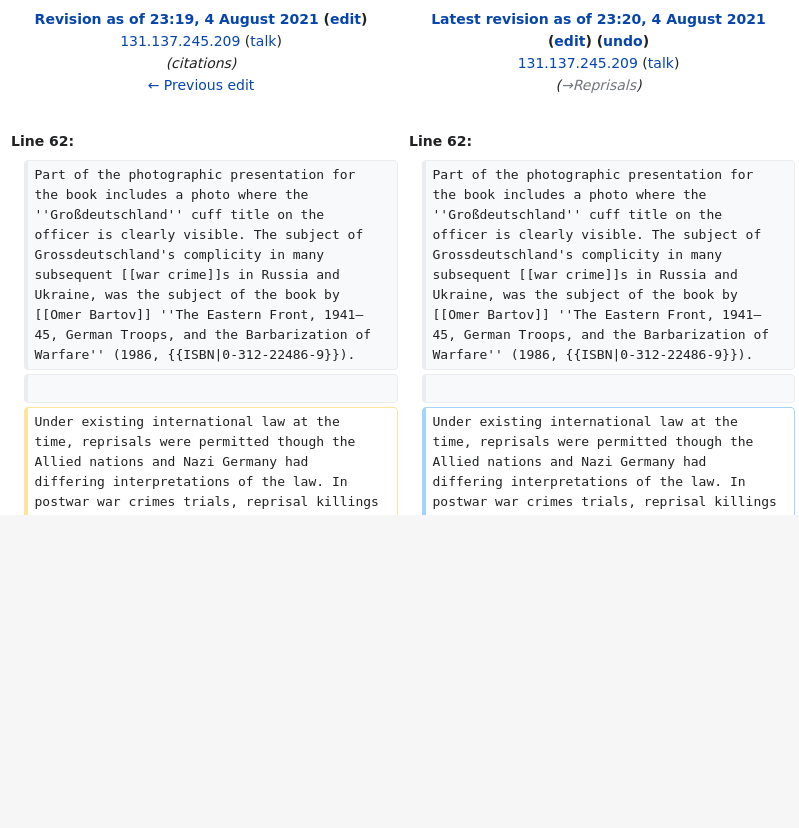 Revision as of 23:19, 4 August 2021 (edit)
131.137.245.209 (talk)
(citations)
← Previous edit
Latest revision as of 23:20, 4 August 2021
(edit) (undo)
131.137.245.209 (talk)
(→Reprisals)
Line 62:
Part of the photographic presentation for
the book includes a photo where the
''Großdeutschland'' cuff title on the
officer is clearly visible. The subject of
Grossdeutschland's complicity in many
subsequent [[war crime]]s in Russia and
Ukraine, was the subject of the book by
[[Omer Bartov]] ''The Eastern Front, 1941–
45, German Troops, and the Barbarization of
Warfare'' (1986, {{ISBN|0-312-22486-9}}).
Under existing international law at the
time, reprisals were permitted though the
Allied nations and Nazi Germany had
differing interpretations of the law. In
postwar war crimes trials, reprisal killings
Line 62:
Part of the photographic presentation for
the book includes a photo where the
''Großdeutschland'' cuff title on the
officer is clearly visible. The subject of
Grossdeutschland's complicity in many
subsequent [[war crime]]s in Russia and
Ukraine, was the subject of the book by
[[Omer Bartov]] ''The Eastern Front, 1941–
45, German Troops, and the Barbarization of
Warfare'' (1986, {{ISBN|0-312-22486-9}}).
Under existing international law at the
time, reprisals were permitted though the
Allied nations and Nazi Germany had
differing interpretations of the law. In
postwar war crimes trials, reprisal killings